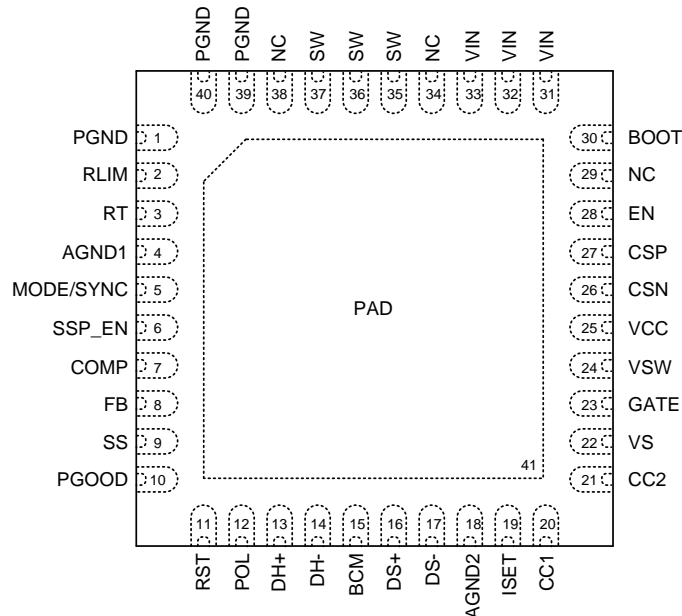 PGND PGND NC SW SW SW NC VIN VIN VIN
40 39 38 37 36 35 34 33 32 31
PGND 1 30 BOOT
RLIM 2 29 NC
RT 3 28 EN
AGND1 4 27 CSP
MODE/SYNC 5 26 CSN
PAD
SSP_EN 6 25 VCC
COMP 7 24 VSW
FB 8 23 GATE
SS 9 22 VS
41
PGOOD 10 21 CC2
11 12 13 14 15 16 17 18 19 20
RST POL DH+ DH- BCM DS+ DS- AGND2 ISET CC1